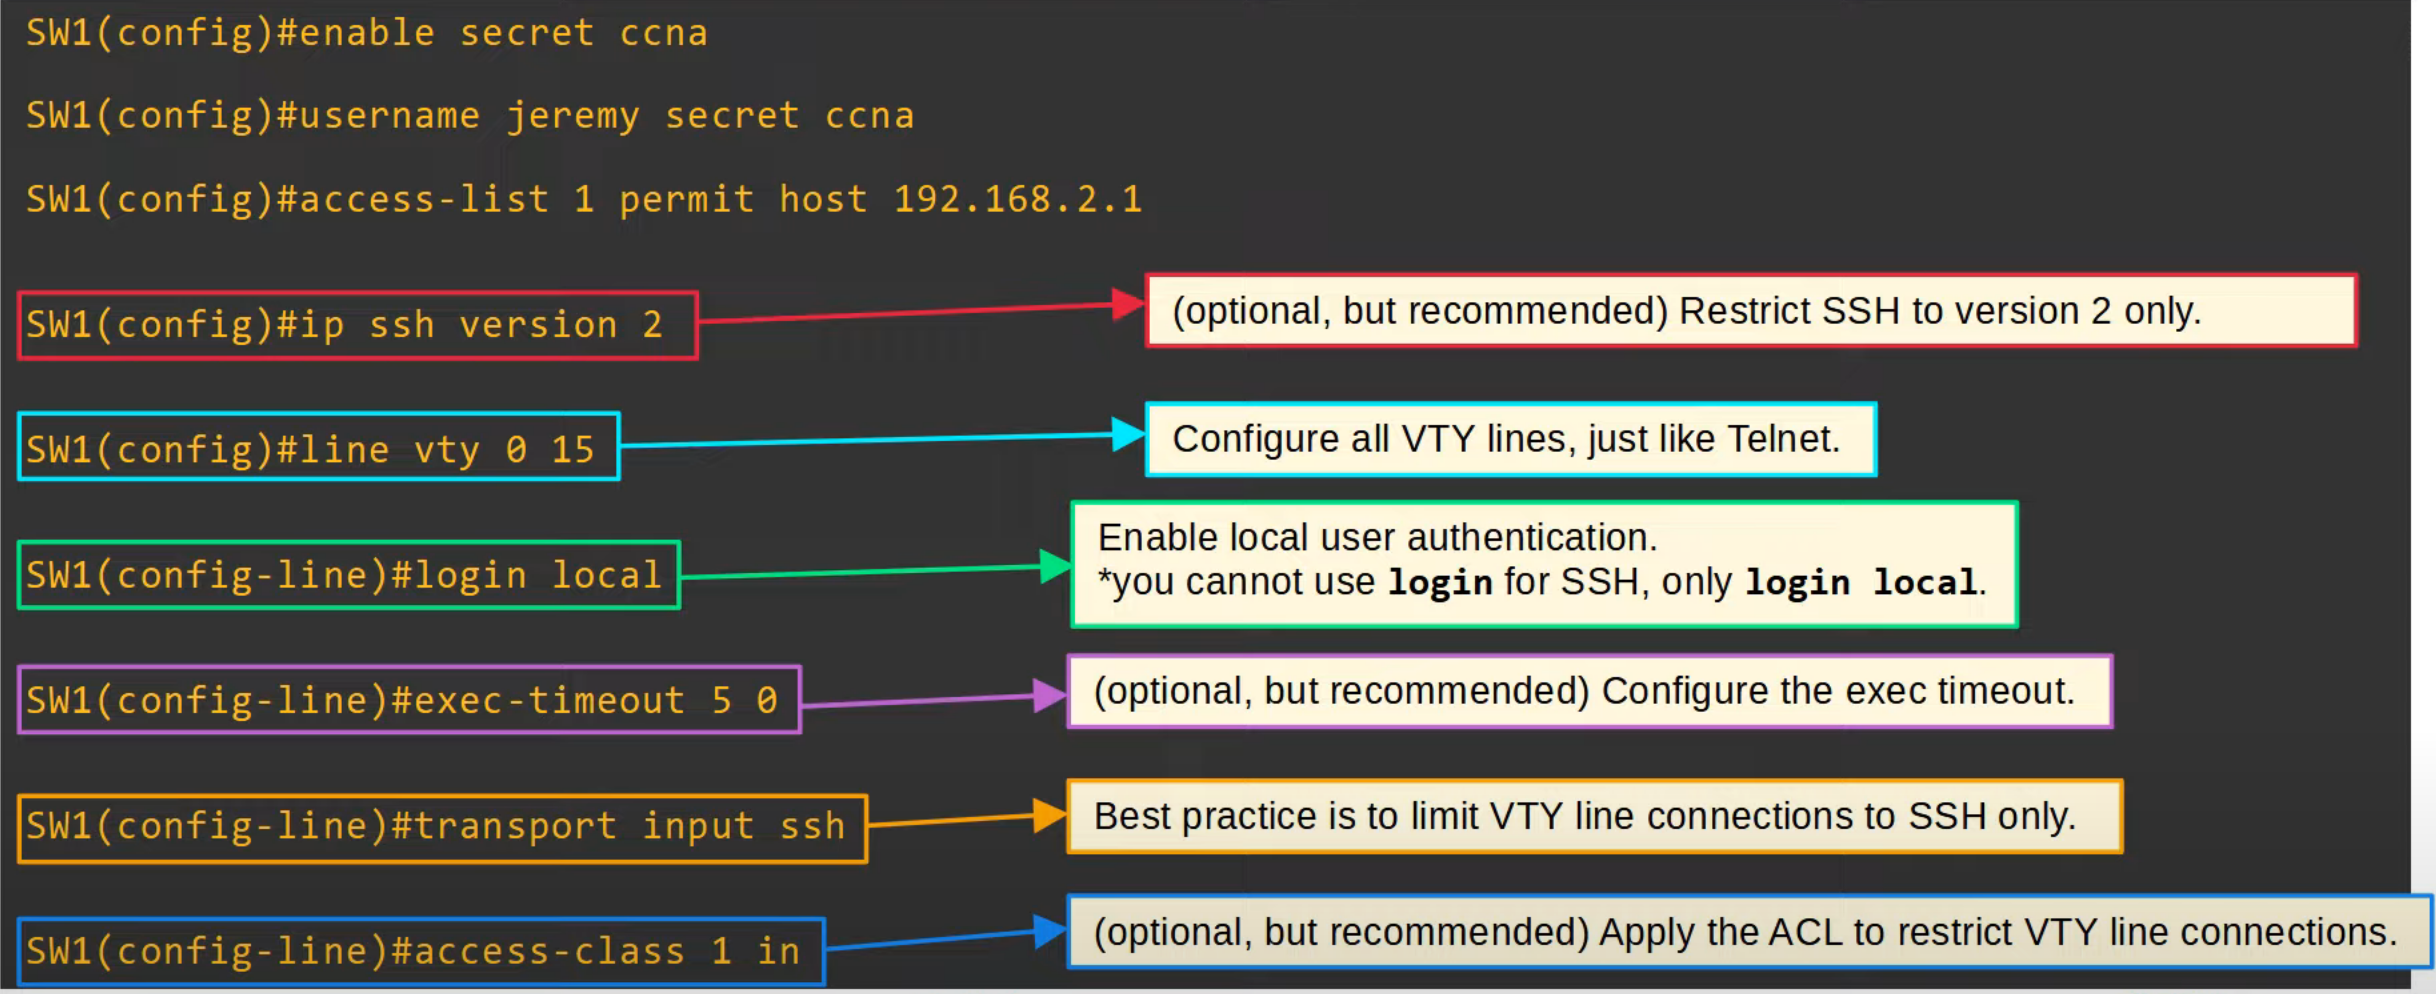 SW1(config)#enable secret ccna
SW1(config)#username jeremy secret ccna
SW1(config)#access-list 1 permit host 192.168.2.1
SW1(config)#ip ssh version 2
(optional, but recommended) Restrict SSH to version 2 only.
SW1(config)#line vty 0 15
Configure all VTY lines, just like Telnet.
SW1(config-line)#login local
Enable local user authentication.
*you cannot use login for SSH, only login local.
SW1(config-line)#exec-timeout 5 0
(optional, but recommended) Configure the exec timeout.
SW1(config-line)#transport input ssh
Best practice is to limit VTY line connections to SSH only.
SW1(config-line)#access-class 1 in
(optional, but recommended) Apply the ACL to restrict VTY line connections.